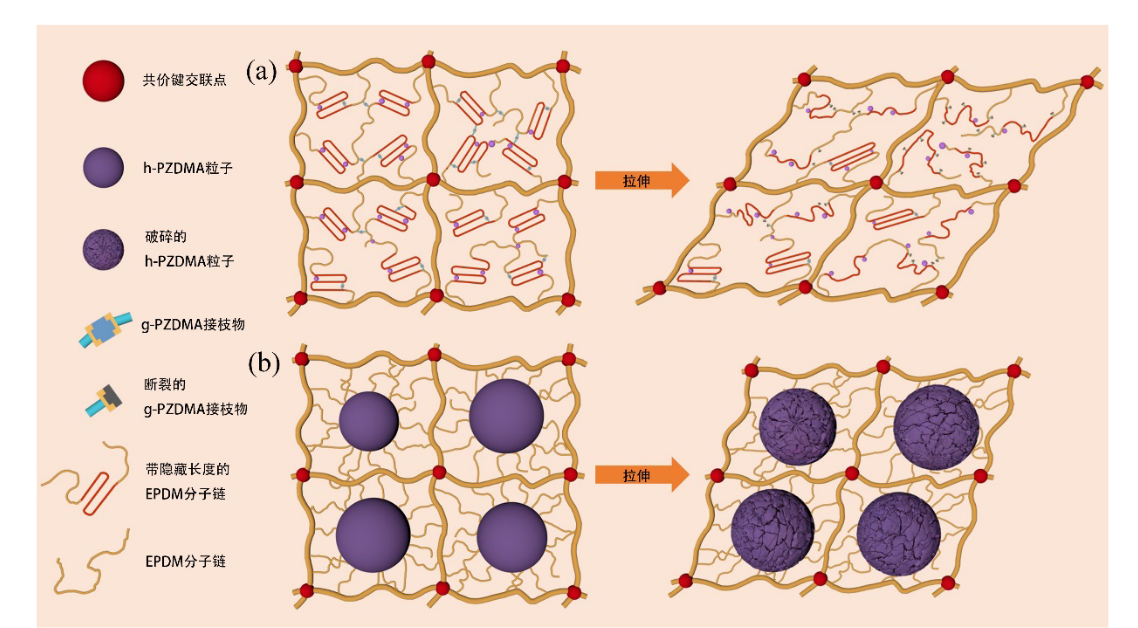 共价键交联点
h-PZDMA粒子
破碎的
h-PZDMA粒子
g-PZDMA接枝物
断裂的
g-PZDMA接枝物
带隐藏长度的
EPDM分子链
EPDM分子链
(a)
拉伸
(b)
拉伸